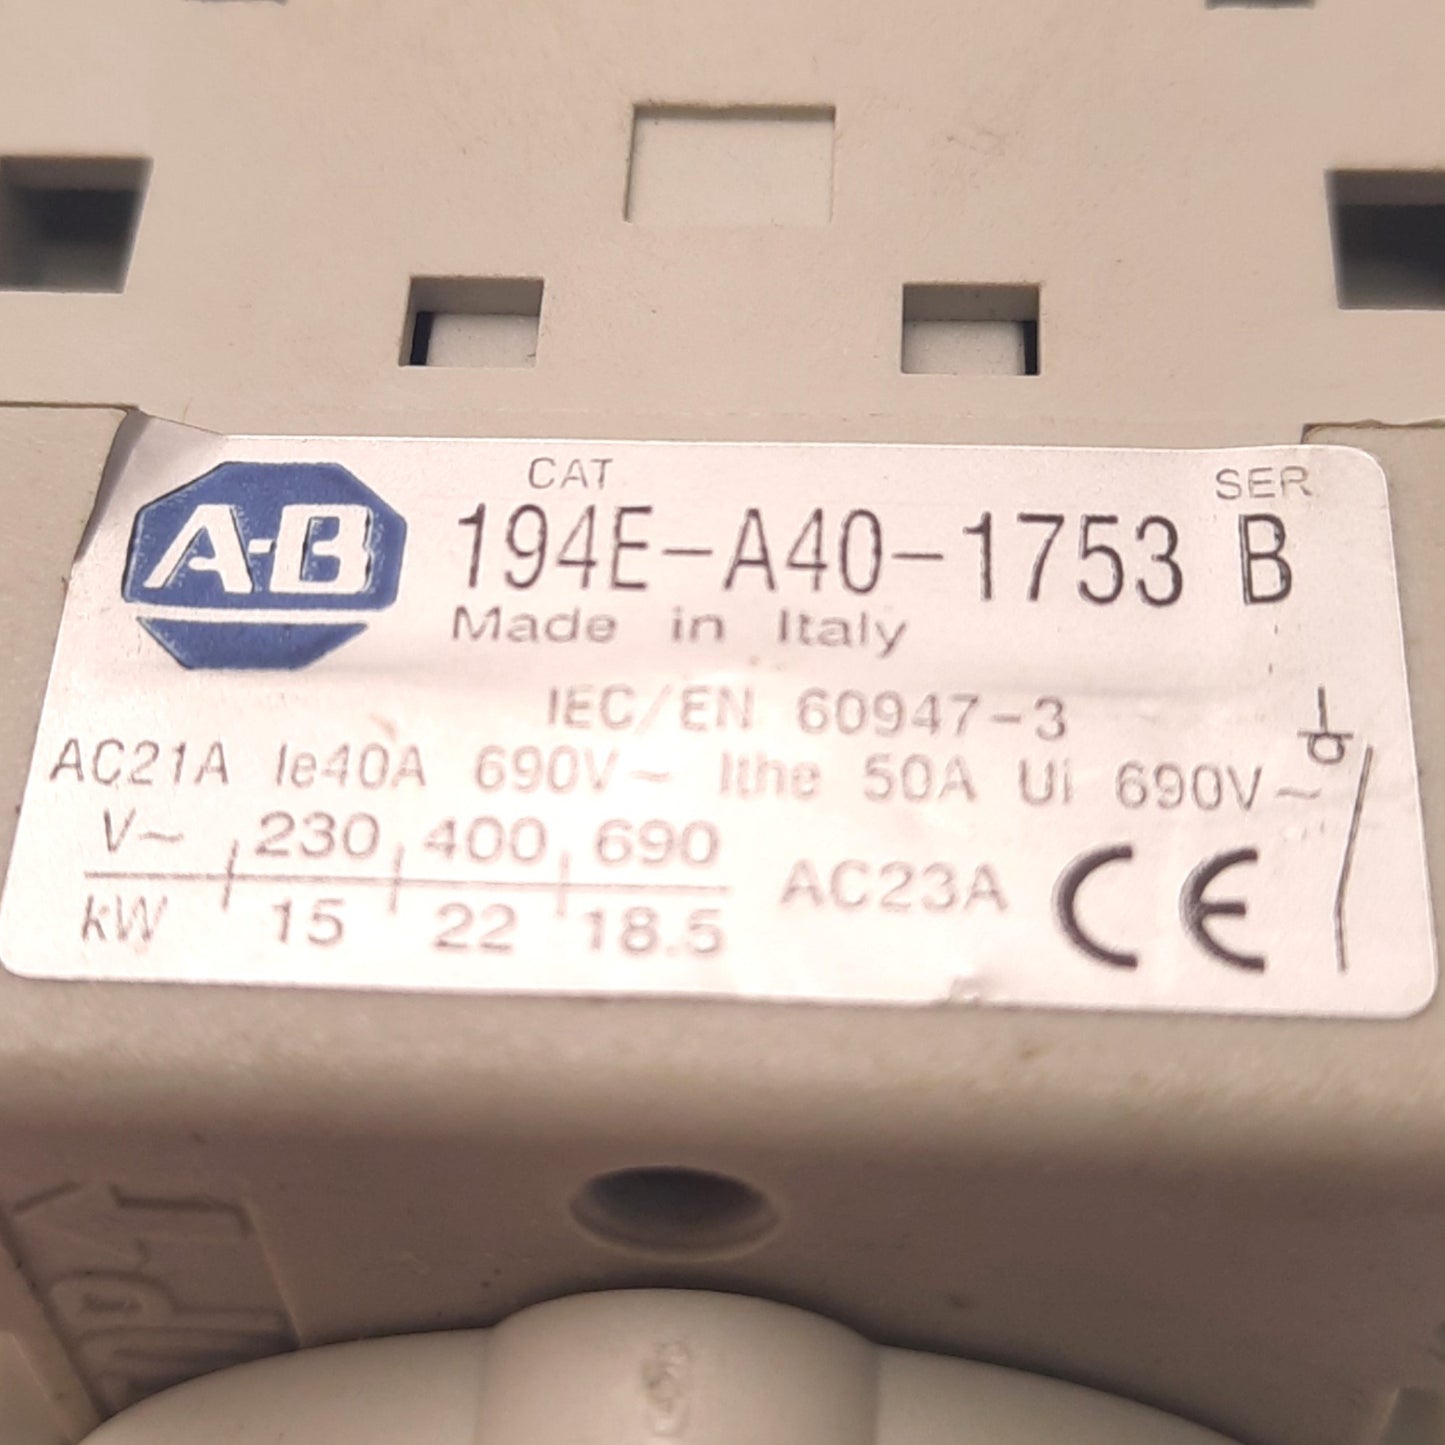 CAT SER
A-B 194E-A40-1753 B
Made in Italy
IEC/EN 60947-3
AC21A Ie40A 690V~ Ithe 50A Ui 690V~
V~ 230 400 690
kW 15 22 18.5 AC23A CE